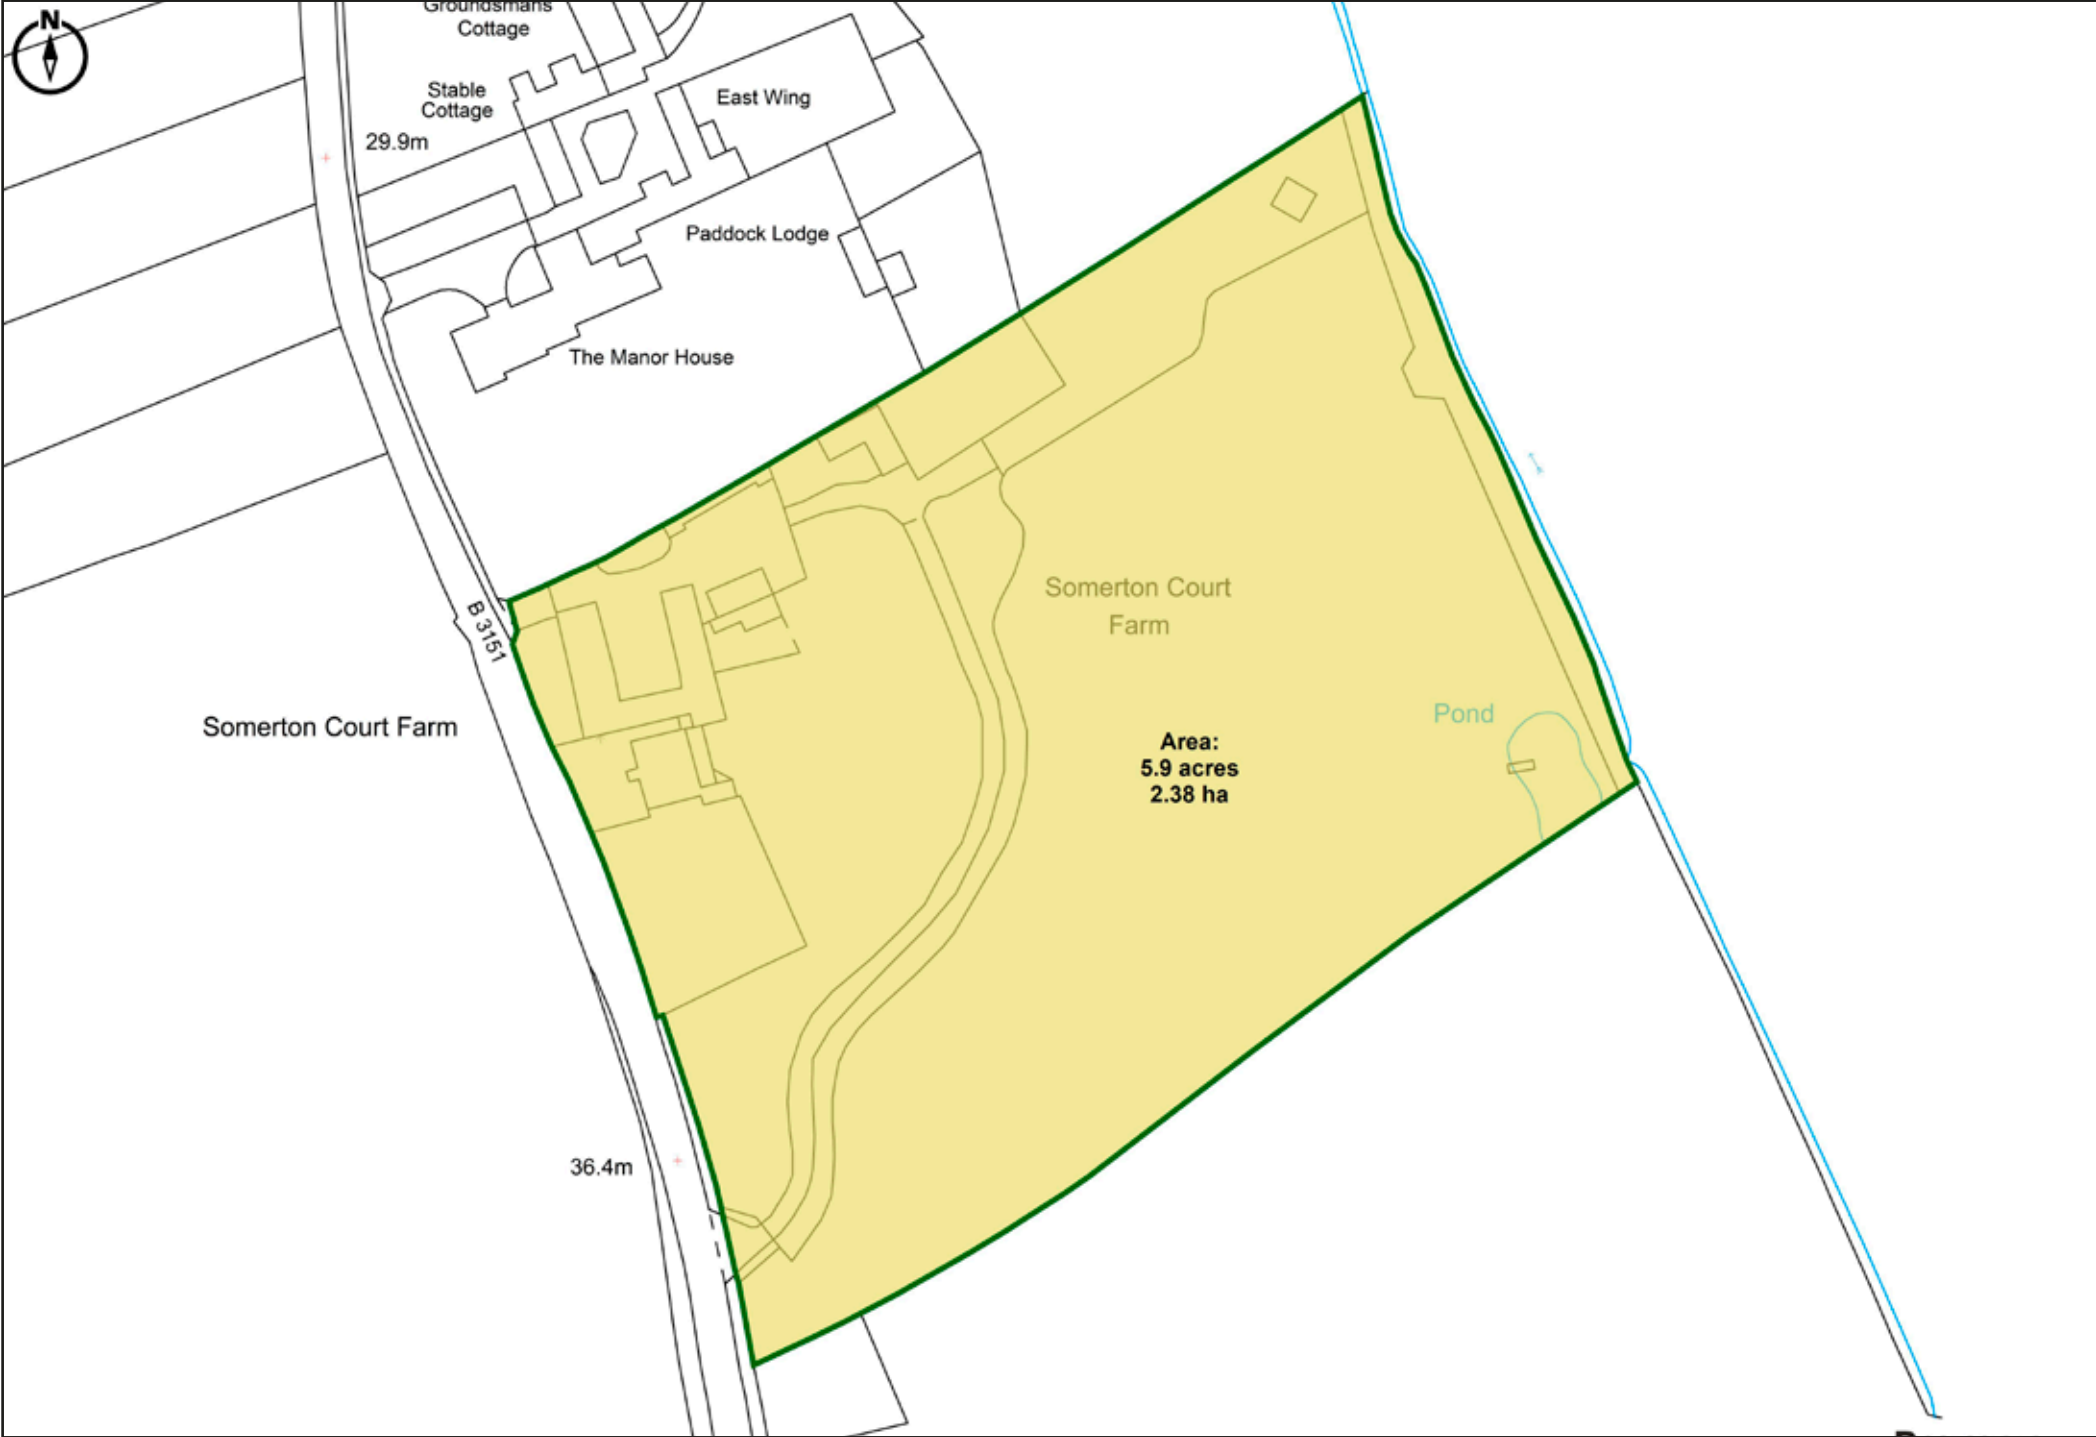 N
Groundsmans
Cottage
Stable
Cottage
East Wing
29.9m
Paddock Lodge
The Manor House
B 3151
Somerton Court
Farm
Somerton Court Farm
Pond
Area:
5.9 acres
2.38 ha
36.4m